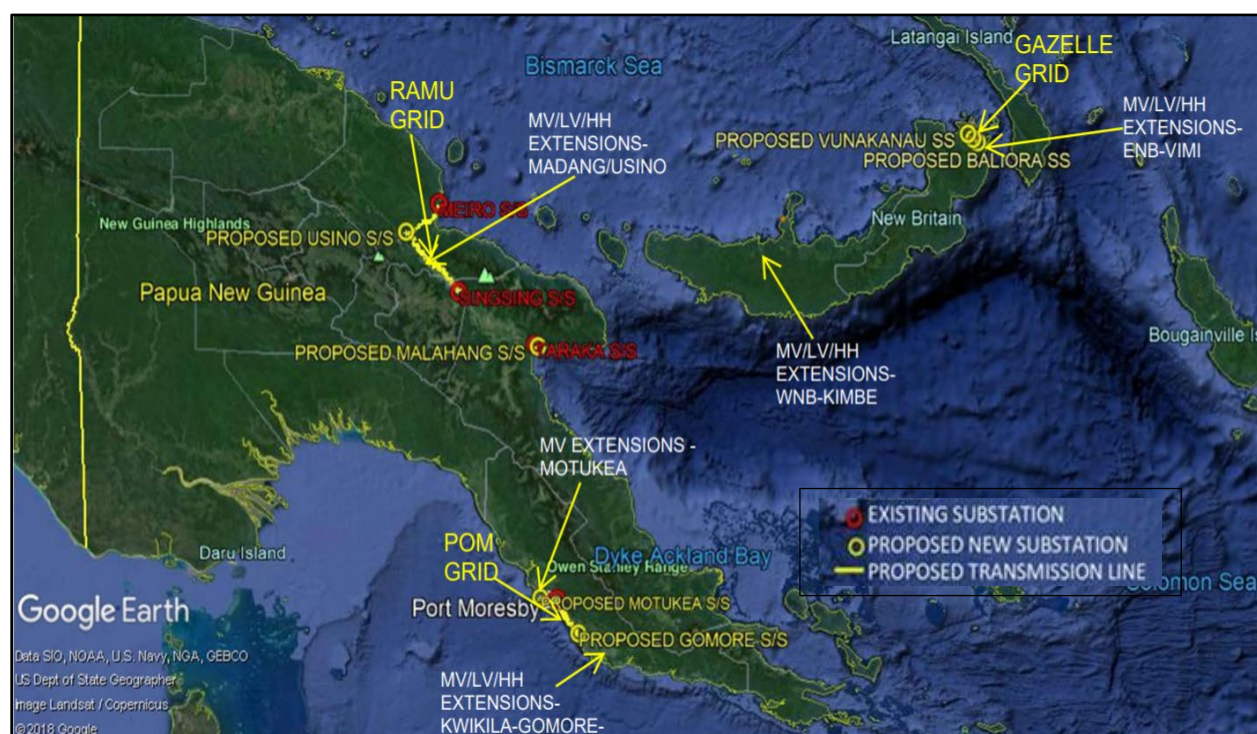 Latangai Island
GAZELLE
GRID
Bismarck Sea
RAMU
GRID
MV/LV/HH
EXTENSIONS-
MADANG/USINO
MV/LV/HH
EXTENSIONS-
ENB-VIMI
PROPOSED VUNAKANAU SS
PROPOSED BALIORA SS
MEIRO S/S
New Guinea Highlands
PROPOSED USINO S/S
New Britain
Papua New Guinea
SINGSING S/S
Bougainville Is
PROPOSED MALAHANG S/S
TARAKA S/S
MV/LV/HH
EXTENSIONS-
WNB-KIMBE
MV EXTENSIONS -
MOTUKEA
EXISTING SUBSTATION
PROPOSED NEW SUBSTATION
PROPOSED TRANSMISSION LINE
Daru Island
POM
GRID
Dyke Ackland Bay
Owen Stanley Range
Solomon Sea
Google Earth
Port Moresby
PROPOSED MOTUKEA S/S
PROPOSED GOMORE S/S
Data SIO, NOAA, U.S. Navy, NGA, GEBCO
US Dept of State Geographer
Image Landsat / Copernicus
©2018 Google
MV/LV/HH
EXTENSIONS-
KWIKILA-GOMORE-